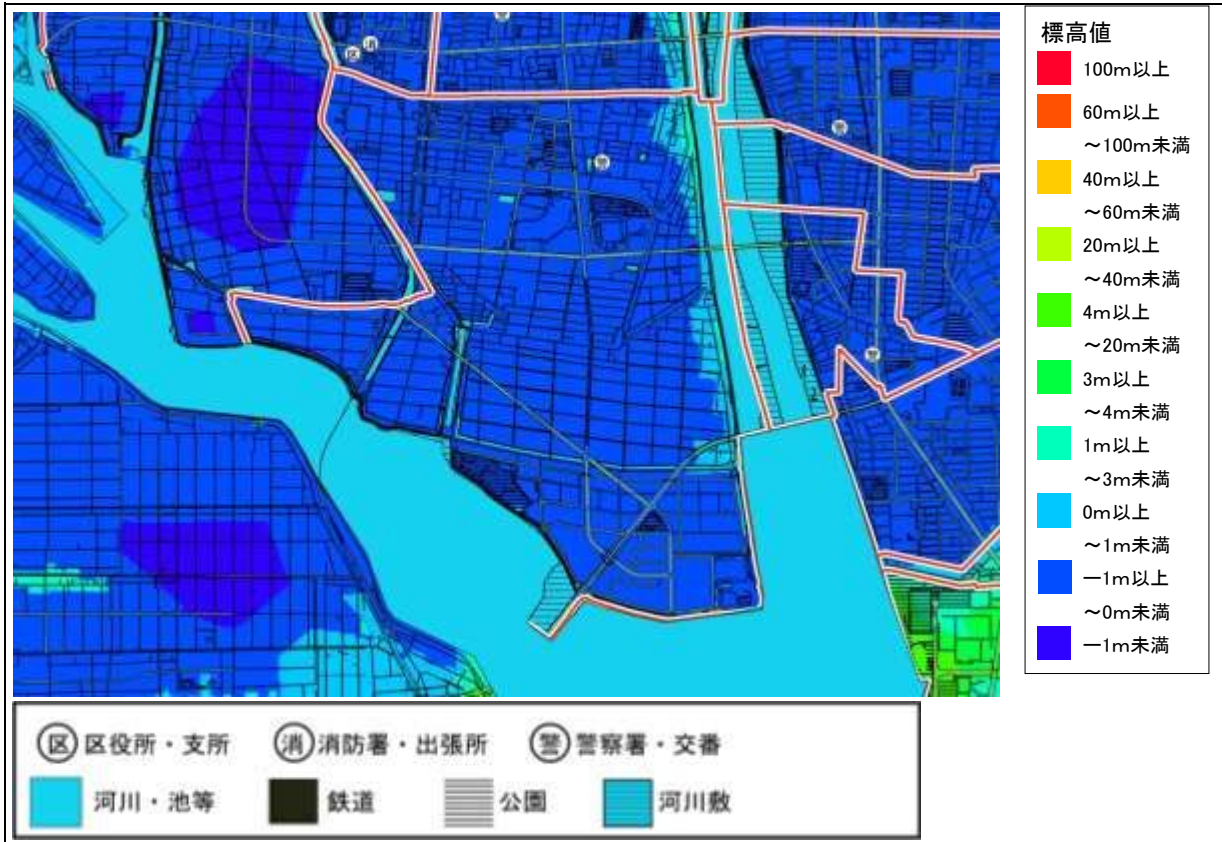 区
消
警
警
警
警
標高値
100m以上
60m以上
～100m未満
40m以上
～60m未満
20m以上
～40m未満
4m以上
～20m未満
3m以上
～4m未満
1m以上
～3m未満
0m以上
～1m未満
－1m以上
～0m未満
－1m未満
区 区役所・支所 消 消防署・出張所 警 警察署・交番
河川・池等 鉄道 公園 河川敷